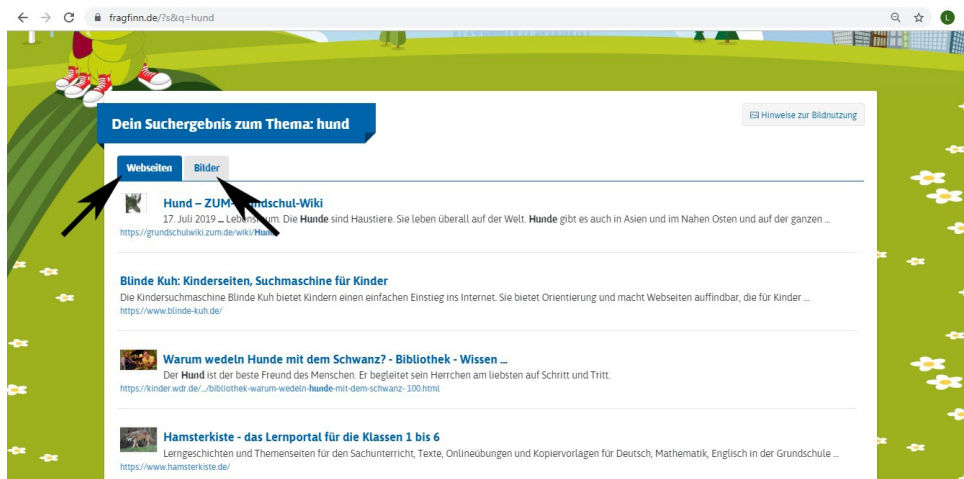 fragfinn.de/?s&q=hund
L
Hinweise zur Bildnutzung
Dein Suchergebnis zum Thema: hund
Webseiten Bilder
Hund – ZUM- ndschul-Wiki
17. Juli 2019 ... Lebensraum. Die Hunde sind Haustiere. Sie leben überall auf der Welt. Hunde gibt es auch in Asien und im Nahen Osten und auf der ganzen ...
https://grundschulwiki.zum.de/wiki/Hund
Blinde Kuh: Kinderseiten, Suchmaschine für Kinder
Die Kindersuchmaschine Blinde Kuh bietet Kindern einen einfachen Einstieg ins Internet. Sie bietet Orientierung und macht Webseiten auffindbar, die für Kinder ...
https://www.blinde-kuh.de/
Warum wedeln Hunde mit dem Schwanz? - Bibliothek - Wissen ...
Der Hund ist der beste Freund des Menschen. Er begleitet sein Herrchen am liebsten auf Schritt und Tritt.
https://kinder.wdr.de/.../bibliothek-warum-wedeln-hunde-mit-dem-schwanz-100.html
Hamsterkiste - das Lernportal für die Klassen 1 bis 6
Lerngeschichten und Themenseiten für den Sachunterricht, Texte, Onlineübungen und Kopiervorlagen für Deutsch, Mathematik, Englisch in der Grundschule ...
https://www.hamsterkiste.de/